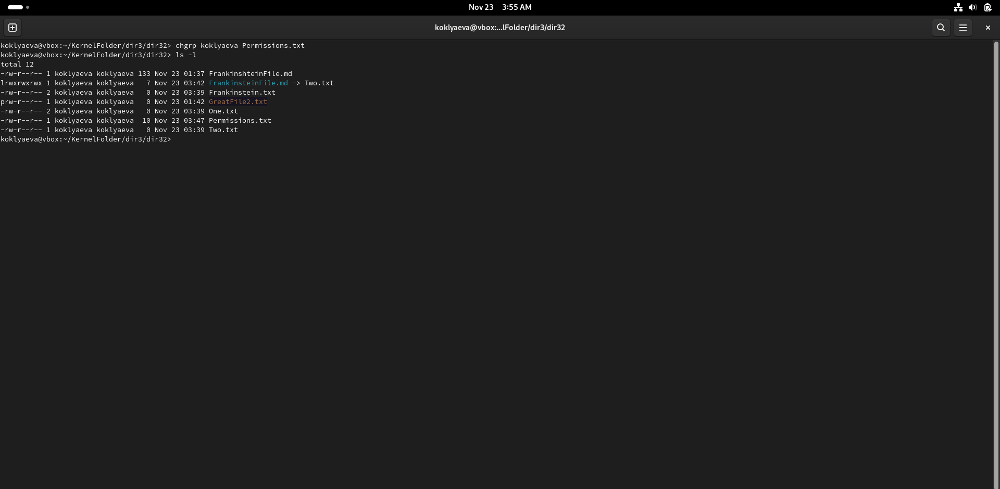 Nov 23 3:55 AM
koklyaeva@vbox:...lFolder/dir3/dir32
koklyaeva@vbox:~/KernelFolder/dir3/dir32> chgrp koklyaeva Permissions.txt
koklyaeva@vbox:~/KernelFolder/dir3/dir32> ls -l
total 12
-rw-r--r-- 1 koklyaeva koklyaeva 133 Nov 23 01:37 FrankinshteinFile.md
lrwxrwxrwx 1 koklyaeva koklyaeva   7 Nov 23 03:42 FrankinsteinFile.md -> Two.txt
-rw-r--r-- 2 koklyaeva koklyaeva   0 Nov 23 03:39 Frankinstein.txt
prw-r--r-- 1 koklyaeva koklyaeva   0 Nov 23 01:42 GreatFile2.txt
-rw-r--r-- 2 koklyaeva koklyaeva   0 Nov 23 03:39 One.txt
-rw-r--r-- 1 koklyaeva koklyaeva  10 Nov 23 03:47 Permissions.txt
-rw-r--r-- 1 koklyaeva koklyaeva   0 Nov 23 03:39 Two.txt
koklyaeva@vbox:~/KernelFolder/dir3/dir32>